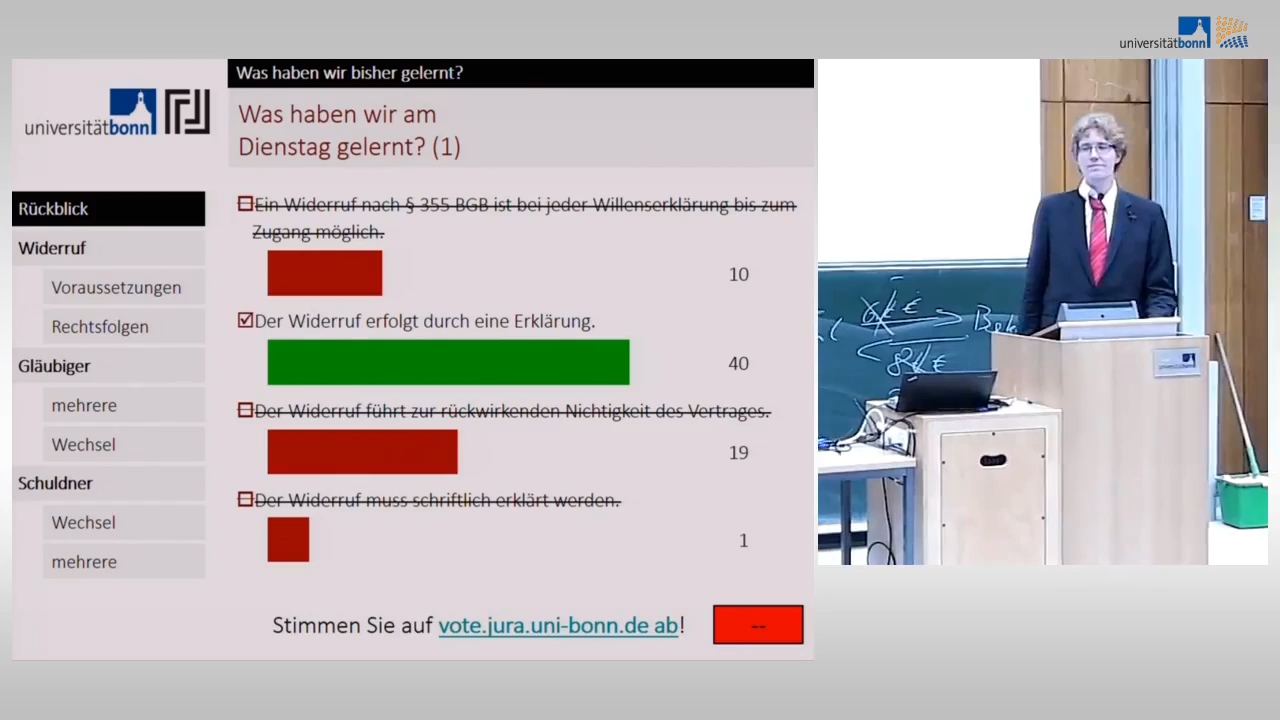 universitätbonn
Was haben wir bisher gelernt?
universitätbonn
Was haben wir am
Dienstag gelernt? (1)
Rückblick
Widerruf
Voraussetzungen
Rechtsfolgen
Gläubiger
mehrere
Wechsel
Schuldner
Wechsel
mehrere
Ein Widerruf nach § 355 BGB ist bei jeder Willenserklärung bis zum
Zugang möglich.
10
Der Widerruf erfolgt durch eine Erklärung.
40
Der Widerruf führt zur rückwirkenden Nichtigkeit des Vertrages.
19
Der Widerruf muss schriftlich erklärt werden.
1
Stimmen Sie auf vote.jura.uni-bonn.de ab!
--
universitätbonn